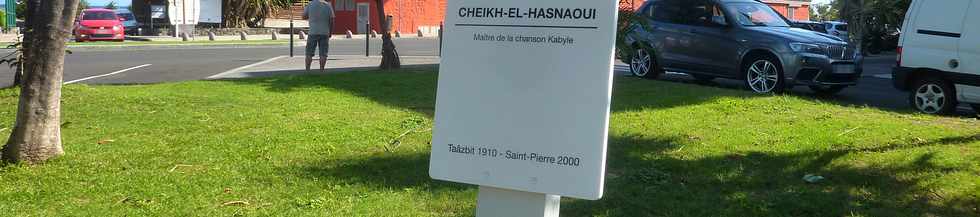 CHEIKH-EL-HASNAOUI
Maître de la chanson Kabyle
Taâzbit 1910 - Saint-Pierre 2000